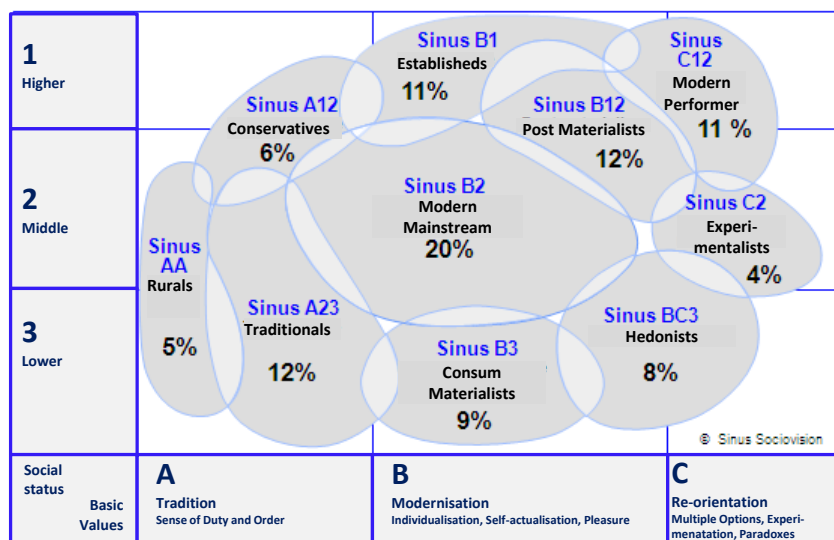 1
Higher
2
Middle
3
Lower
Sinus B1
Establisheds
11%
Sinus
C12
Modern
Performer
11 %
Sinus A12
Conservatives
6%
Sinus B12
Post Materialists
12%
Sinus B2
Modern
Mainstream
20%
Sinus C2
Experi-
mentalists
4%
Sinus
AA
Rurals
5%
Sinus A23
Traditionals
12%
Sinus B3
Consum
Materialists
9%
Sinus BC3
Hedonists
8%
© Sinus Sociovision
Social
status
Basic
Values
A
Tradition
Sense of Duty and Order
B
Modernisation
Individualisation, Self-actualisation, Pleasure
C
Re-orientation
Multiple Options, Experi-
menatation, Paradoxes